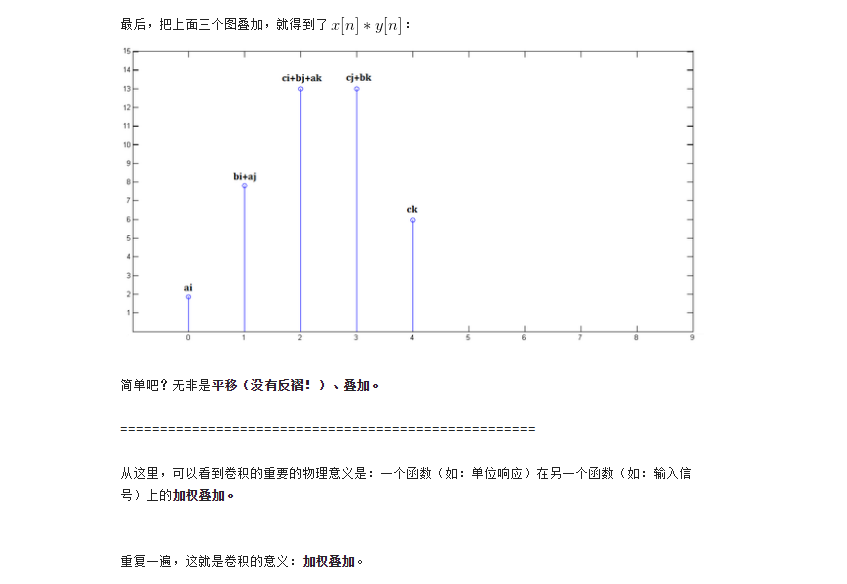 最后，把上面三个图叠加，就得到了 x[n] * y[n]：
15
14
13
12
11
10
9
8
7
6
5
4
3
2
1
ci+bj+ak
cj+bk
bi+aj
ck
ai
0 1 2 3 4 5 6 7 8 9
简单吧？无非是平移（没有反褶！）、叠加。
====================================================
从这里，可以看到卷积的重要的物理意义是：一个函数（如：单位响应）在另一个函数（如：输入信
号）上的加权叠加。
重复一遍，这就是卷积的意义：加权叠加。